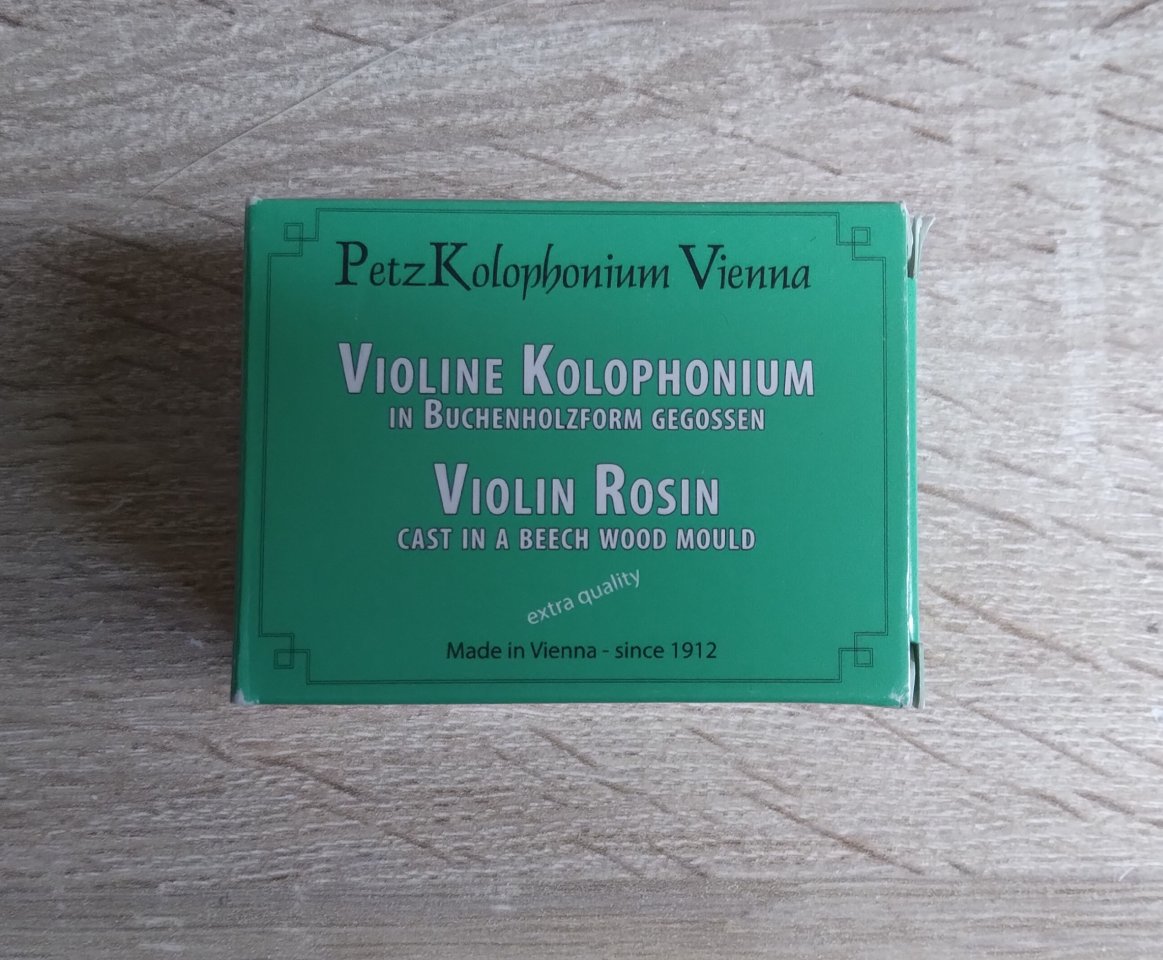 PetzKolophonium Vienna
Violine Kolophonium
in Buchenholzform gegossen
Violin Rosin
cast in a beech wood mould
extra quality
Made in Vienna - since 1912